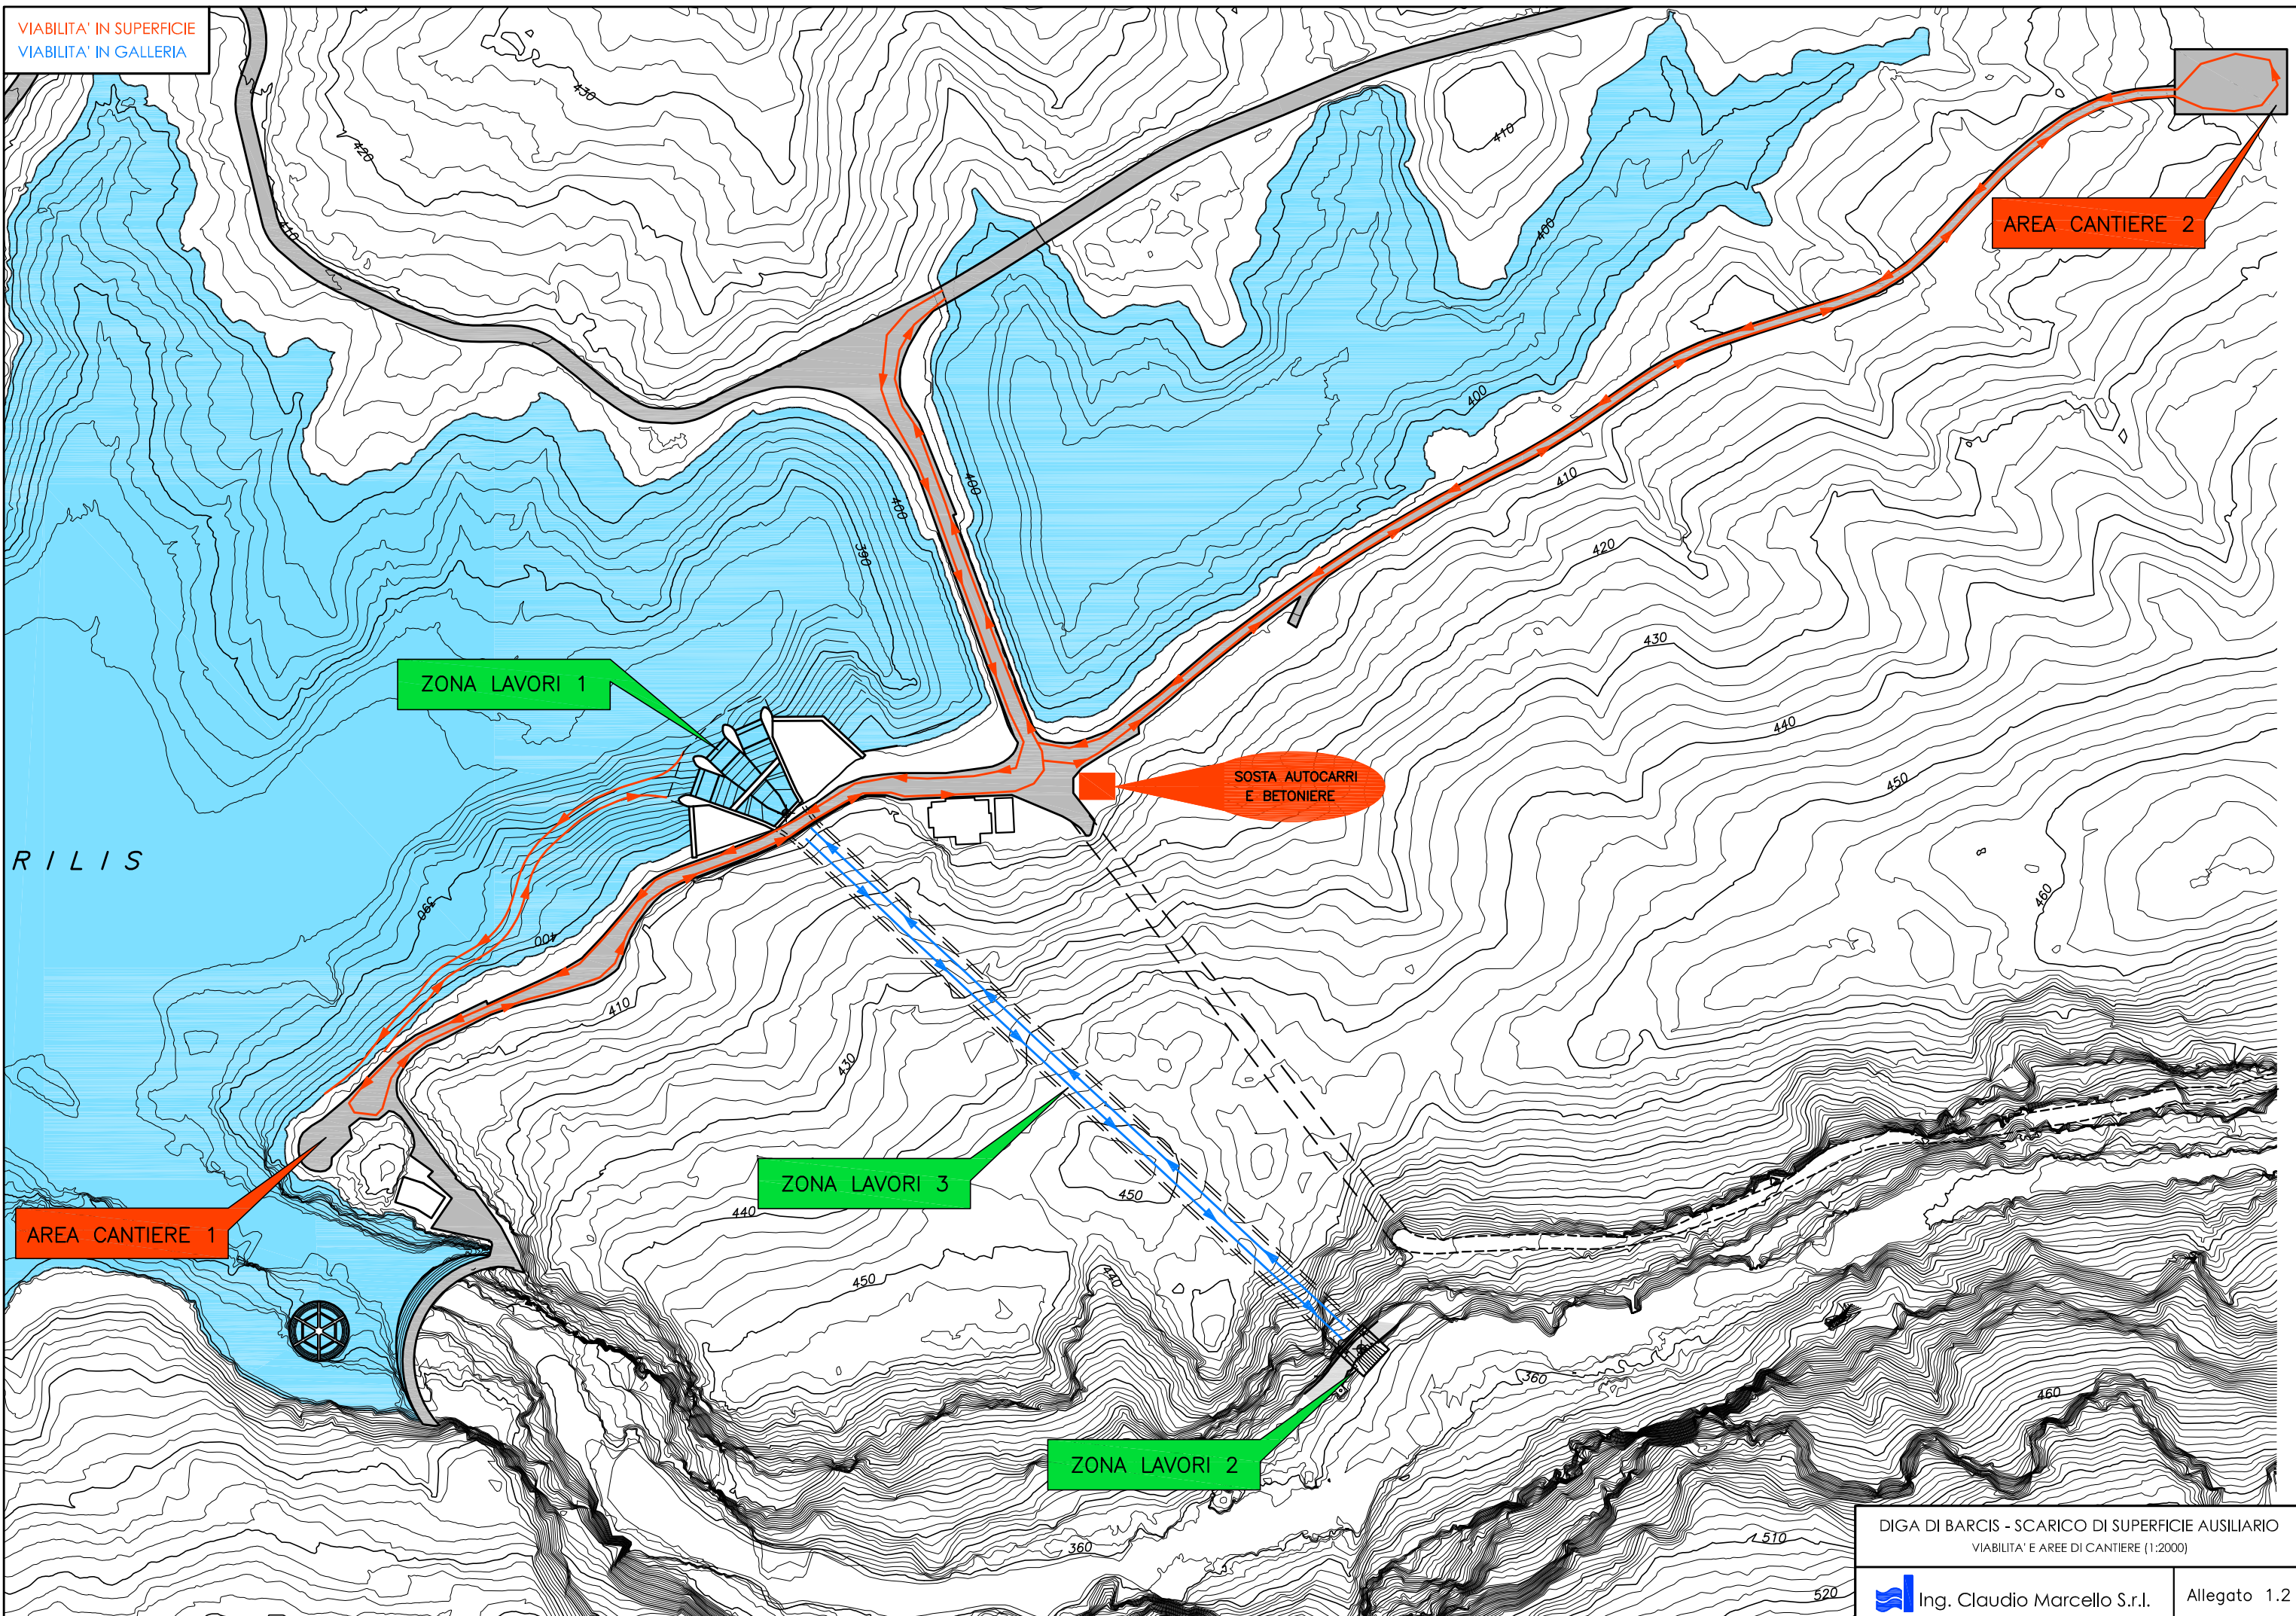 VIABILITA' IN SUPERFICIE
VIABILITA' IN GALLERIA
430
420
410
410
400
AREA CANTIERE 2
400
400
400
410
390
420
430
ZONA LAVORI 1
440
SOSTA AUTOCARRI
E BETONIERE
450
RILIS
460
390
400
410
430
ZONA LAVORI 3
450
440
AREA CANTIERE 1
450
440
360
460
ZONA LAVORI 2
360
510
520
DIGA DI BARCIS - SCARICO DI SUPERFICIE AUSILIARIO
VIABILITA' E AREE DI CANTIERE (1:2000)
Ing. Claudio Marcello S.r.l.
Allegato 1.2